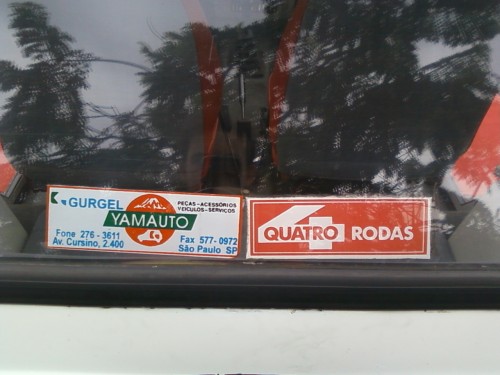 GURGEL
PEÇAS-ACESSÓRIOS
VEÍCULOS-SERVIÇOS
YAMAUTO
Fone 276-3611
Av. Cursino, 2.400
Fax 577-0972
São Paulo SP
4
QUATRO RODAS